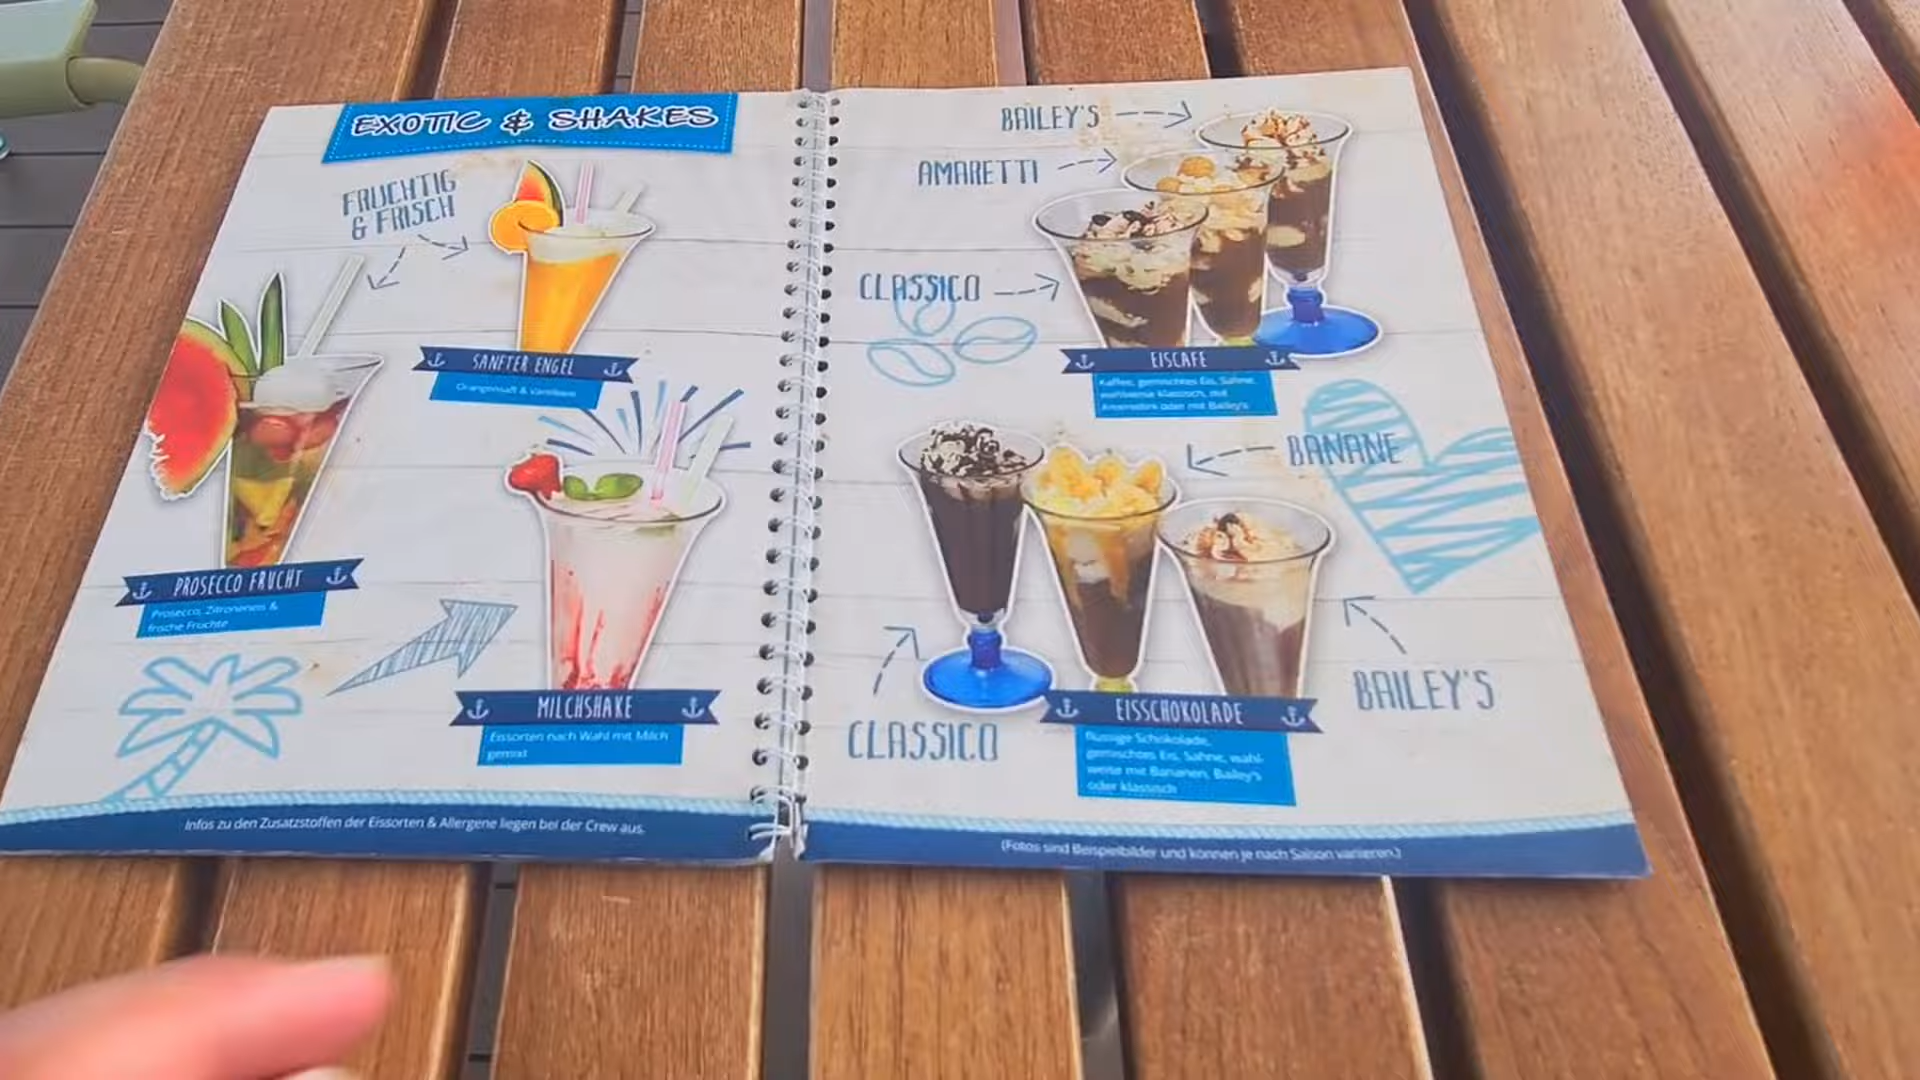 EXOTIC & SHAKES
FRUCHTIG
& FRISCH
SANFTER ENGEL
Orangensaft & Vanilleeis
PROSECCO FRUCHT
Prosecco, Zitroneneis &
frische Früchte
MILCHSHAKE
Eissorten nach Wahl mit Milch
gemixt
Infos zu den Zusatzstoffen der Eissorten & Allergene liegen bei der Crew aus.
BAILEY'S
AMARETTI
CLASSICO
EISCAFE
Kaffee, gemischtes Eis, Sahne,
wahlweise klassisch, mit
Amarettini oder mit Bailey's
BANANE
BAILEY'S
CLASSICO
EISSCHOKOLADE
flüssige Schokolade,
gemischtes Eis, Sahne, wahl-
weise mit Bananen, Bailey's
oder klassisch
(Fotos sind Beispielbilder und können je nach Saison variieren.)